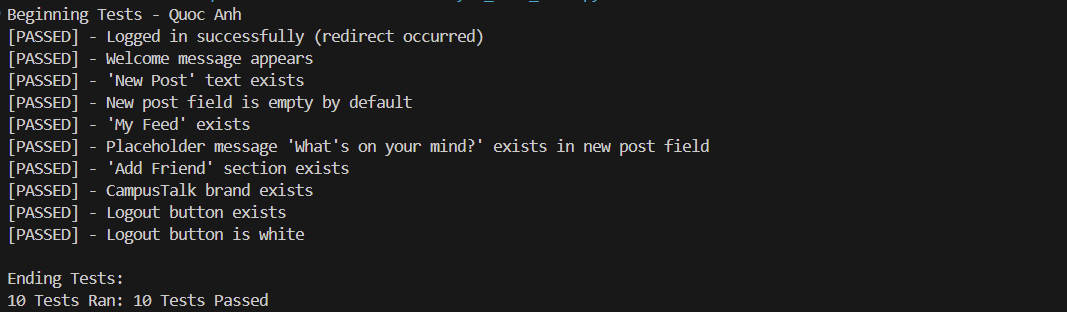 Beginning Tests - Quoc Anh
[PASSED] - Logged in successfully (redirect occurred)
[PASSED] - Welcome message appears
[PASSED] - 'New Post' text exists
[PASSED] - New post field is empty by default
[PASSED] - 'My Feed' exists
[PASSED] - Placeholder message 'What's on your mind?' exists in new post field
[PASSED] - 'Add Friend' section exists
[PASSED] - CampusTalk brand exists
[PASSED] - Logout button exists
[PASSED] - Logout button is white
Ending Tests:
10 Tests Ran: 10 Tests Passed